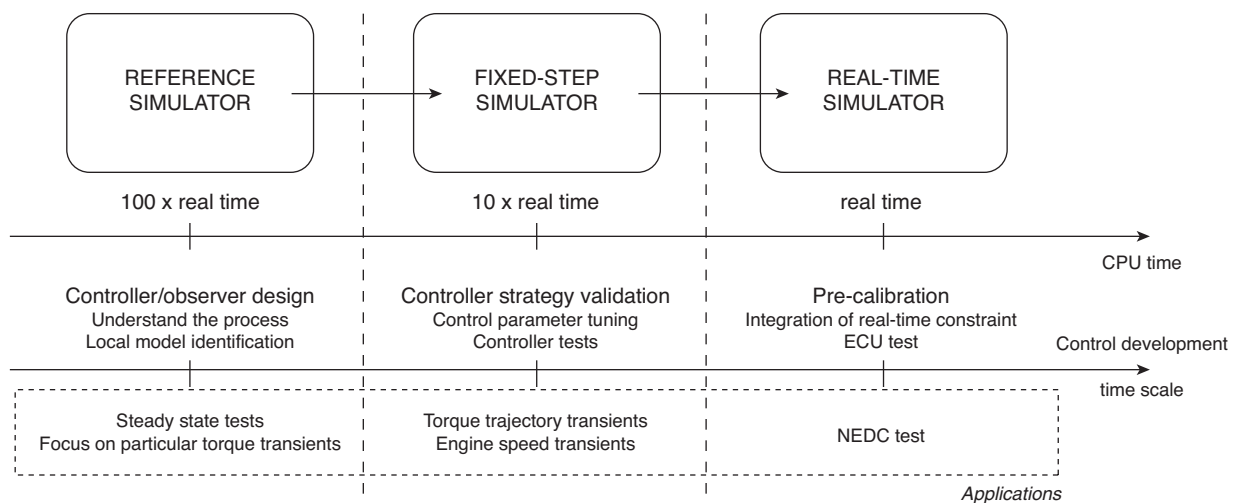 REFERENCE
SIMULATOR
FIXED-STEP
SIMULATOR
REAL-TIME
SIMULATOR
100 x real time
10 x real time
real time
CPU time
Controller/observer design
Understand the process
Local model identification
Controller strategy validation
Control parameter tuning
Controller tests
Pre-calibration
Integration of real-time constraint
ECU test
Control development
time scale
Steady state tests
Focus on particular torque transients
Torque trajectory transients
Engine speed transients
NEDC test
Applications